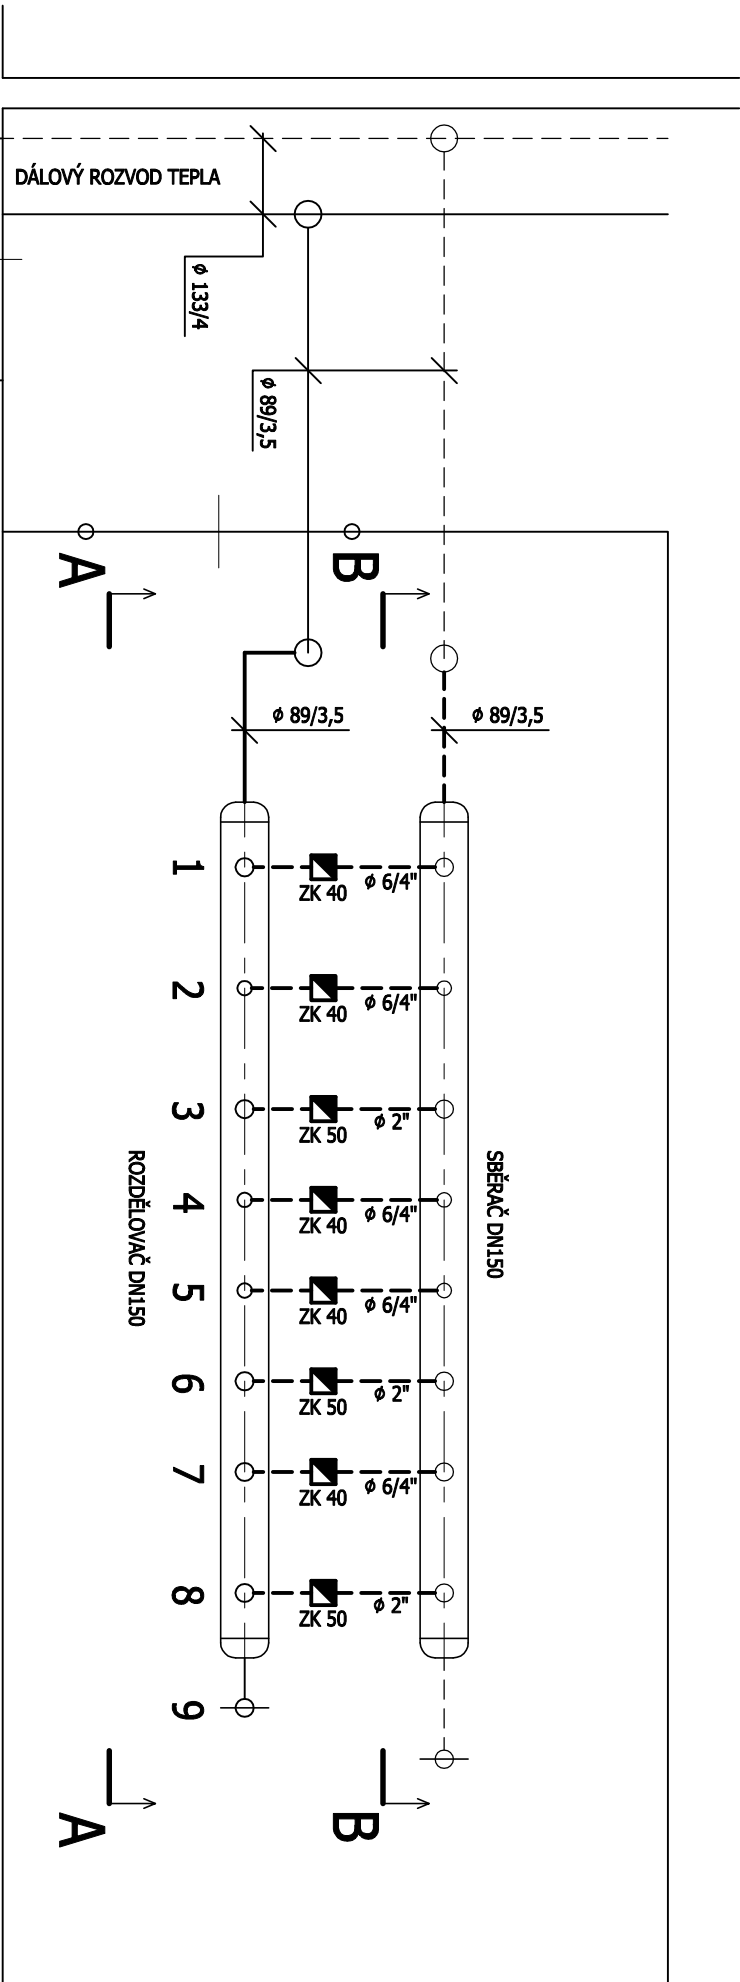 DÁLOVÝ ROZVOD TEPLA
ϕ 133/4
ϕ 89/3,5
A
B
ϕ 89/3,5
ϕ 89/3,5
1
ZK 40
ϕ 6/4"
2
ZK 40
ϕ 6/4"
3
ZK 50
ϕ 2"
ROZDĚLOVAČ DN150
SBĚRAČ DN150
4
ZK 40
ϕ 6/4"
5
ZK 40
ϕ 6/4"
6
ZK 50
ϕ 2"
7
ZK 40
ϕ 6/4"
8
ZK 50
ϕ 2"
9
A
B